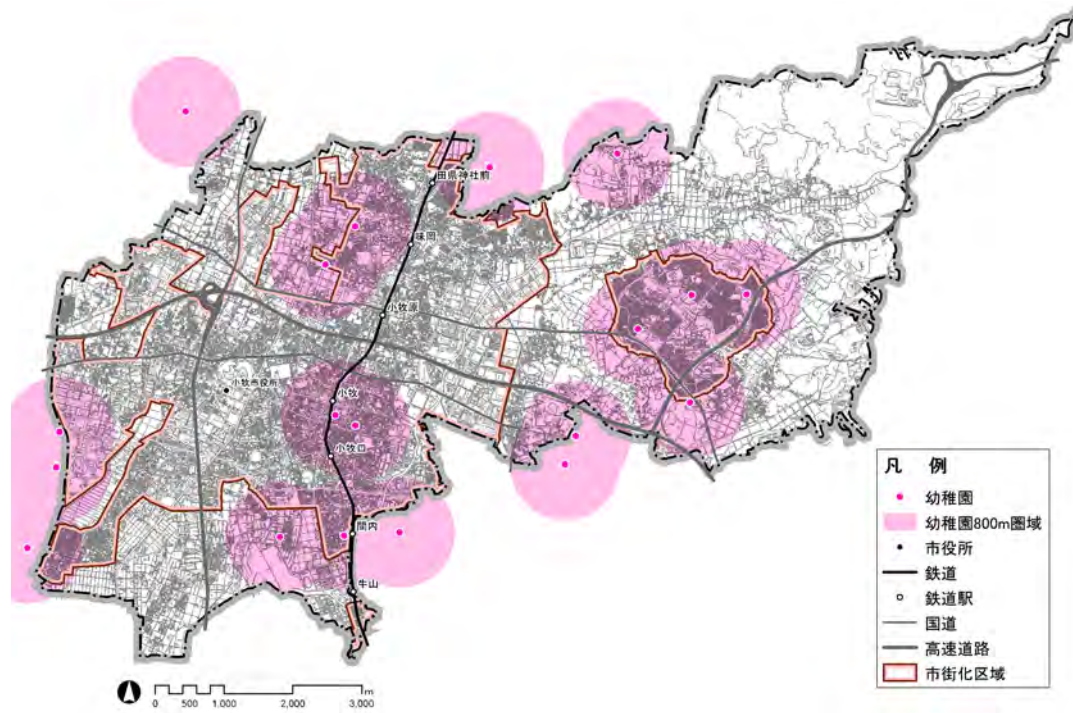 田県神社前
味岡
小牧原
小牧市役所
小牧
小牧口
間内
牛山
凡 例
幼稚園
幼稚園800m圏域
市役所
鉄道
鉄道駅
国道
高速道路
市街化区域
0 500 1,000 2,000 3,000 m